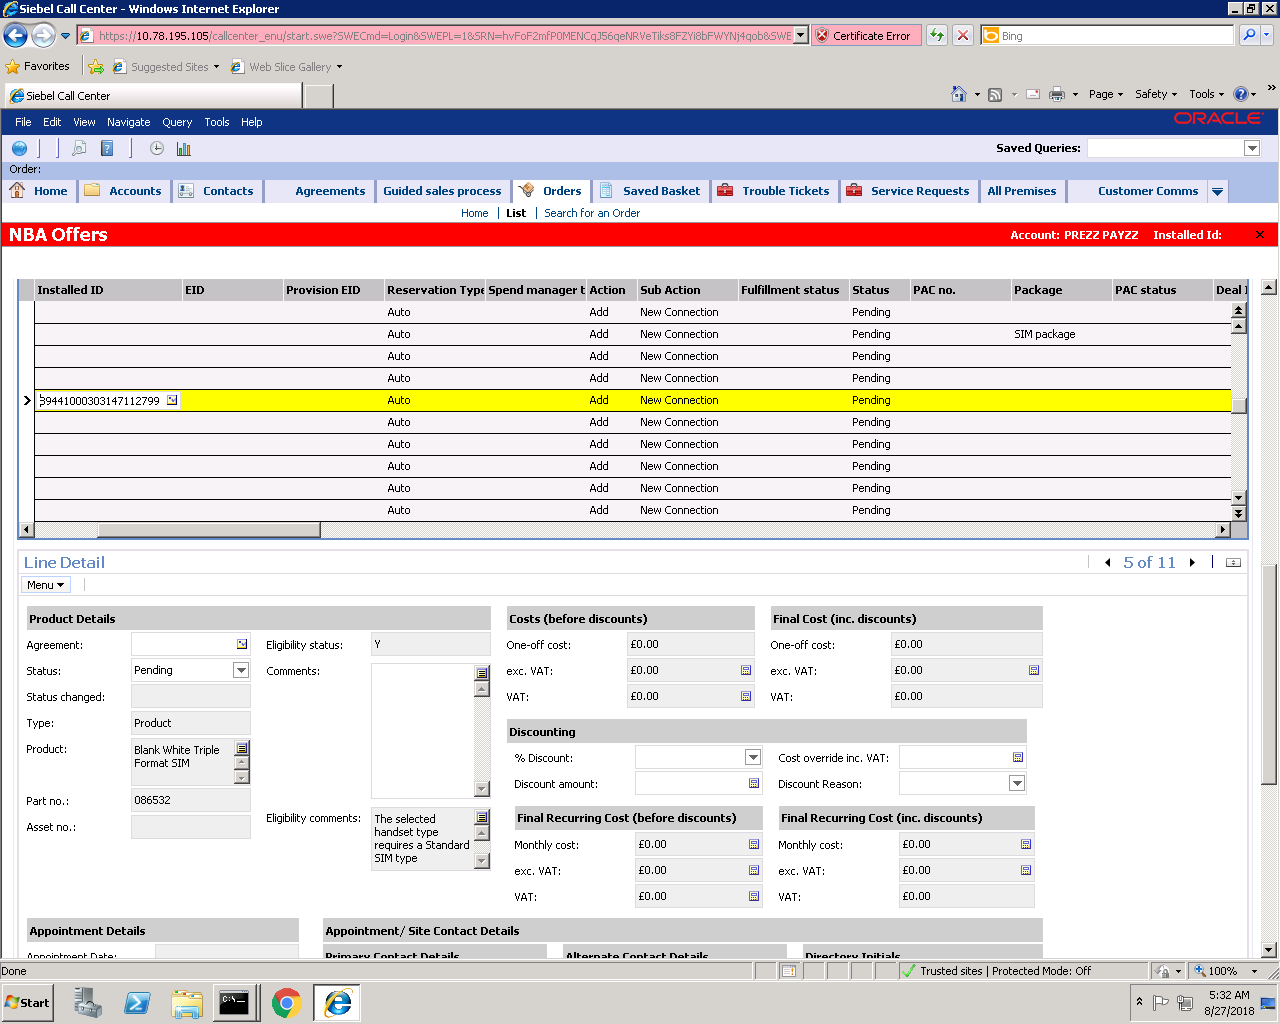 Siebel Call Center - Windows Internet Explorer
https://10.78.195.105/callcenter_enu/start.swe?SWECmd=Login&SWEPL=1&SRN=hvFoF2mfP0MENCqJ56qeNRVeTiks8FZYi8bFWYNj4qob&SWE
Certificate Error
Bing
Favorites
Suggested Sites
Web Slice Gallery
Siebel Call Center
Page Safety Tools
File Edit View Navigate Query Tools Help
ORACLE
Saved Queries:
Order:
Home Accounts Contacts Agreements Guided sales process Orders Saved Basket Trouble Tickets Service Requests All Premises Customer Comms
Home | List | Search for an Order
NBA Offers
Account: PREZZ PAYZZ Installed Id:
Installed ID EID Provision EID Reservation Type Spend manager t Action Sub Action Fulfillment status Status PAC no. Package PAC status Deal I
Auto Add New Connection Pending
Auto Add New Connection Pending SIM package
Auto Add New Connection Pending
Auto Add New Connection Pending
89441000303147112799 Auto Add New Connection Pending
Auto Add New Connection Pending
Auto Add New Connection Pending
Auto Add New Connection Pending
Auto Add New Connection Pending
Auto Add New Connection Pending
Line Detail
5 of 11
Menu
Product Details
Agreement:
Status: Pending
Status changed:
Type: Product
Product: Blank White Triple
Format SIM
Part no.: 086532
Asset no.:
Eligibility status: Y
Comments:
Eligibility comments: The selected
handset type
requires a Standard
SIM type
Costs (before discounts)
One-off cost: £0.00
exc. VAT: £0.00
VAT: £0.00
Final Cost (inc. discounts)
One-off cost: £0.00
exc. VAT: £0.00
VAT: £0.00
Discounting
% Discount:
Cost override inc. VAT:
Discount amount:
Discount Reason:
Final Recurring Cost (before discounts)
Monthly cost: £0.00
exc. VAT: £0.00
VAT: £0.00
Final Recurring Cost (inc. discounts)
Monthly cost: £0.00
exc. VAT: £0.00
VAT: £0.00
Appointment Details
Appointment Date:
Appointment/ Site Contact Details
Primary Contact Details
Alternate Contact Details
Directory Initials
Done
Trusted sites | Protected Mode: Off
100%
Start
5:32 AM
8/27/2018